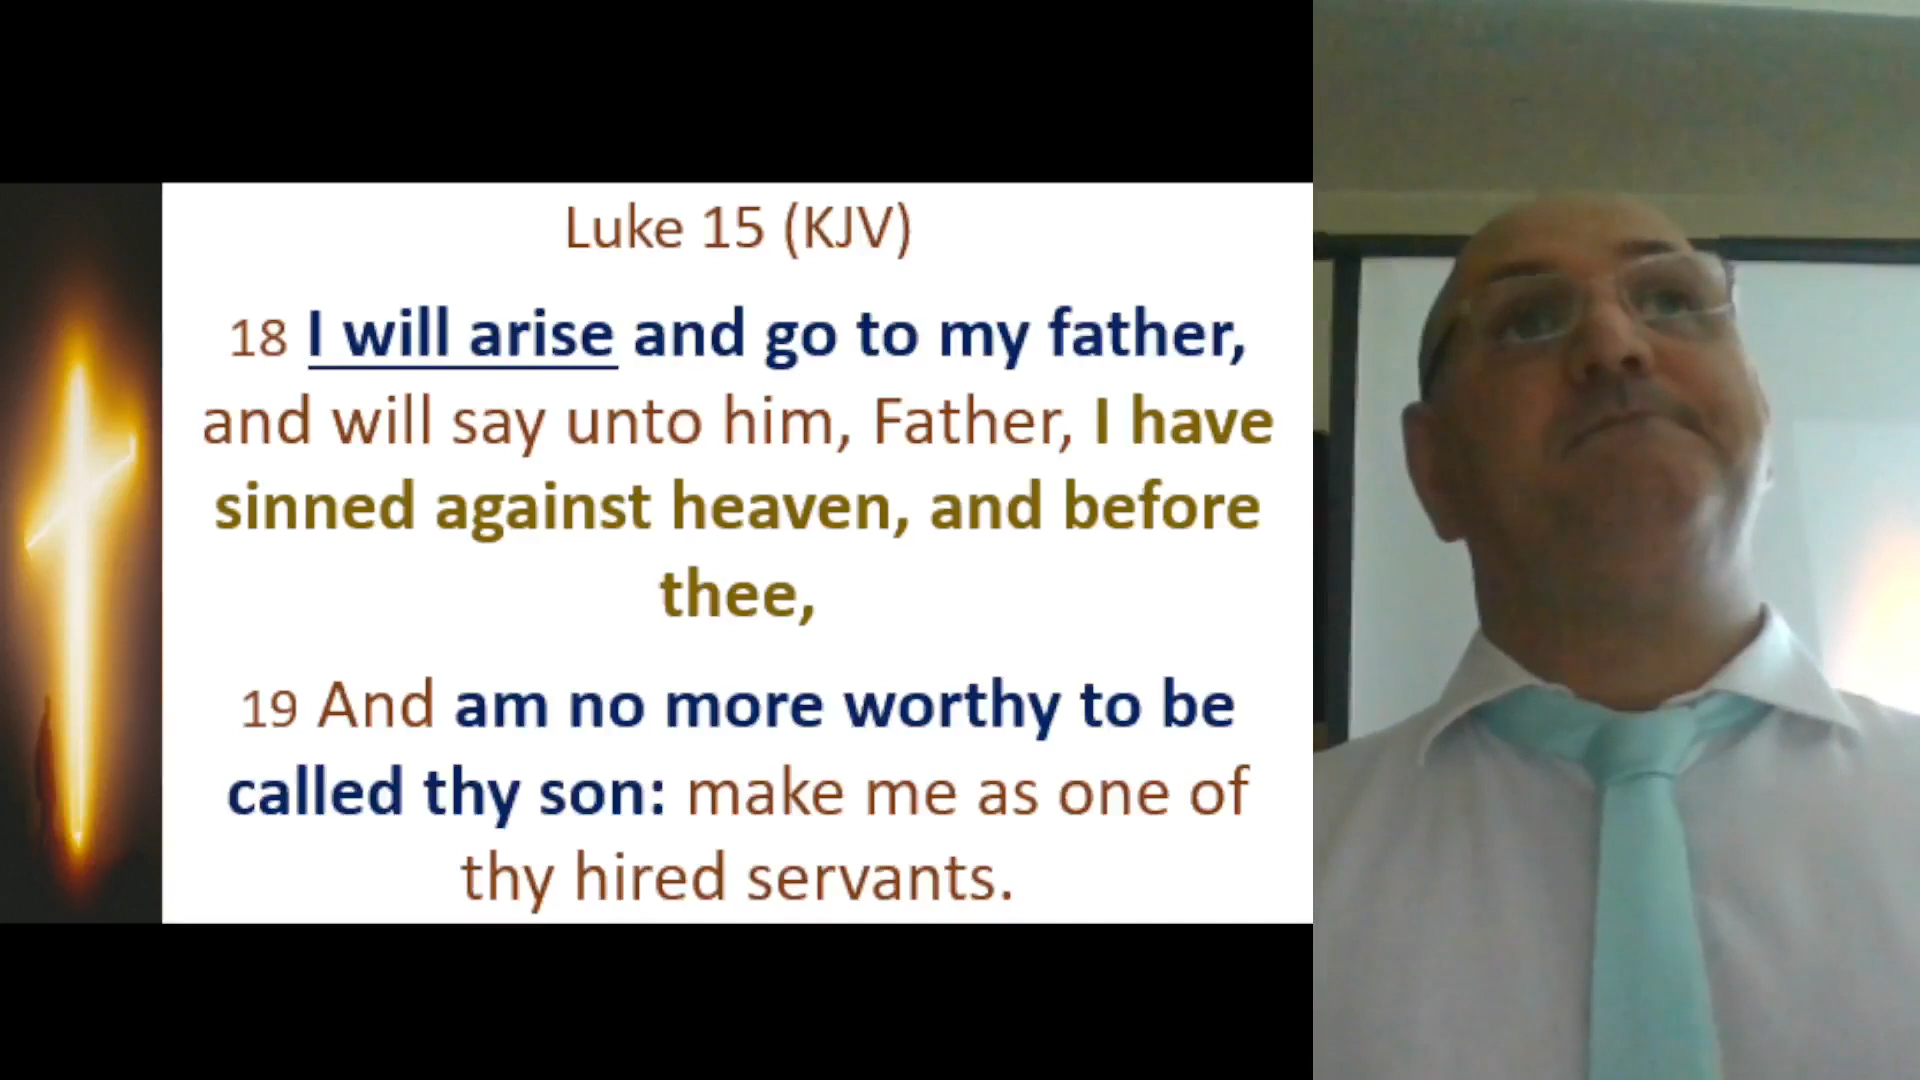 Luke 15 (KJV)
18 I will arise and go to my father,
and will say unto him, Father, I have
sinned against heaven, and before
thee,
19 And am no more worthy to be
called thy son: make me as one of
thy hired servants.